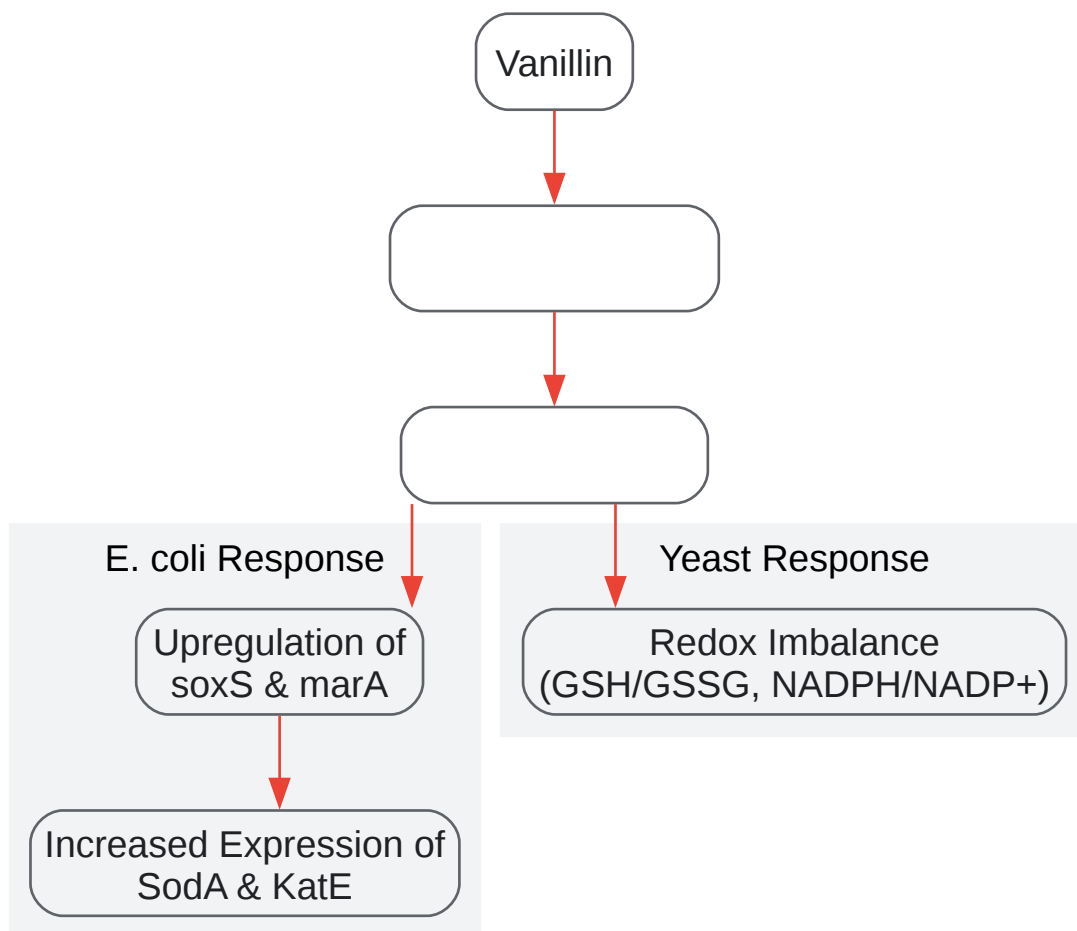 Vanillin
E. coli Response
Yeast Response
Upregulation of
soxS & marA
Redox Imbalance
(GSH/GSSG, NADPH/NADP+)
Increased Expression of
SodA & KatE